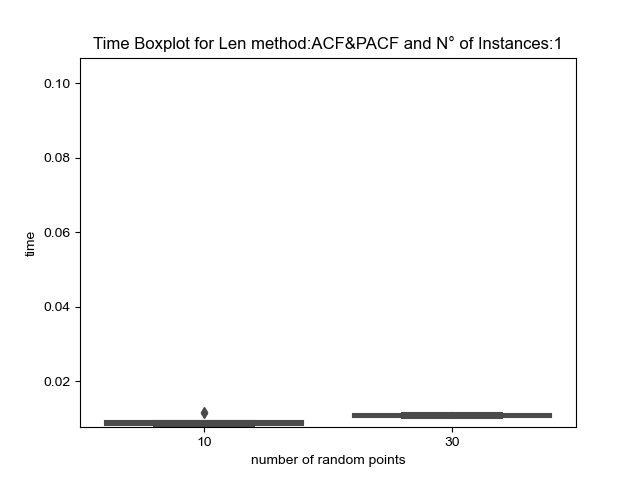 Time Boxplot for Len method:ACF&PACF and N° of Instances:1
0.10
0.08
0.06
0.04
0.02
time
10
30
number of random points